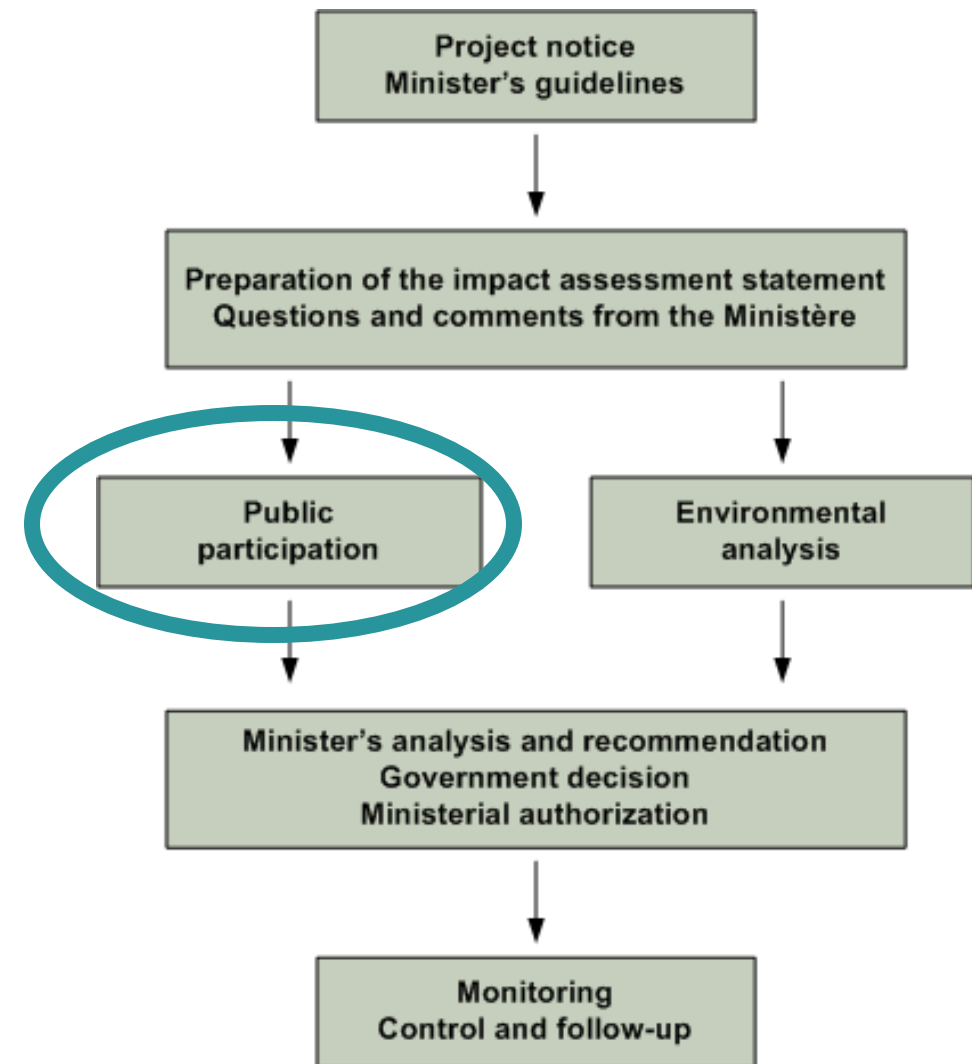 Project notice
Minister's guidelines
Preparation of the impact assessment statement
Questions and comments from the Ministère
Public
participation
Environmental
analysis
Minister's analysis and recommendation
Government decision
Ministerial authorization
Monitoring
Control and follow-up